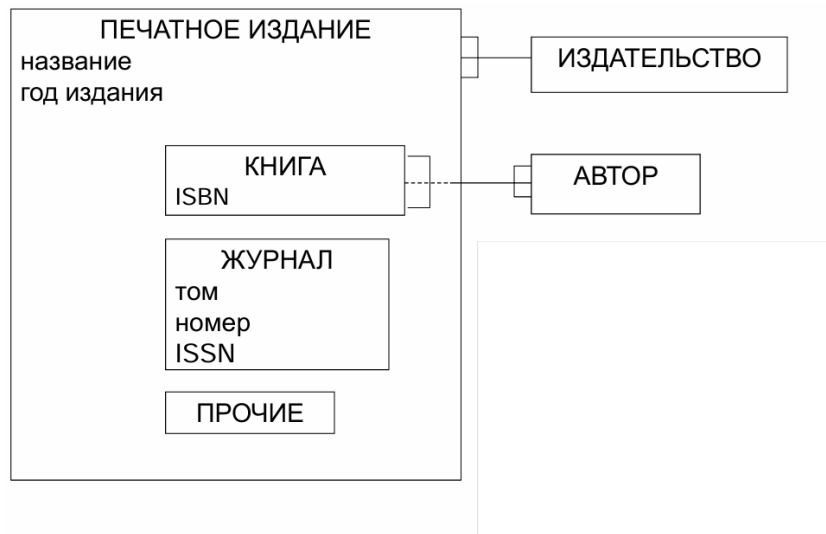 ПЕЧАТНОЕ ИЗДАНИЕ
название
год издания
ИЗДАТЕЛЬСТВО
КНИГА
ISBN
АВТОР
ЖУРНАЛ
том
номер
ISSN
ПРОЧИЕ